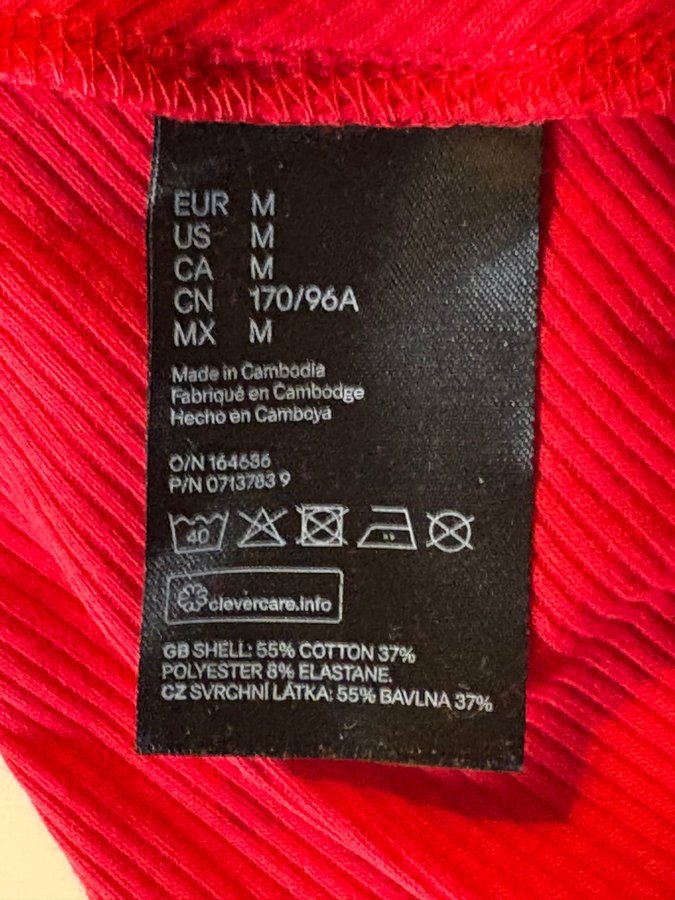 EUR M
US M
CA M
CN 170/96A
MX M
Made in Cambodia
Fabriqué en Cambodge
Hecho en Camboya
O/N 164636
P/N 0713783 9
40
clevercare.info
GB SHELL: 55% COTTON 37%
POLYESTER 8% ELASTANE.
CZ SVRCHNÍ LÁTKA: 55% BAVLNA 37%